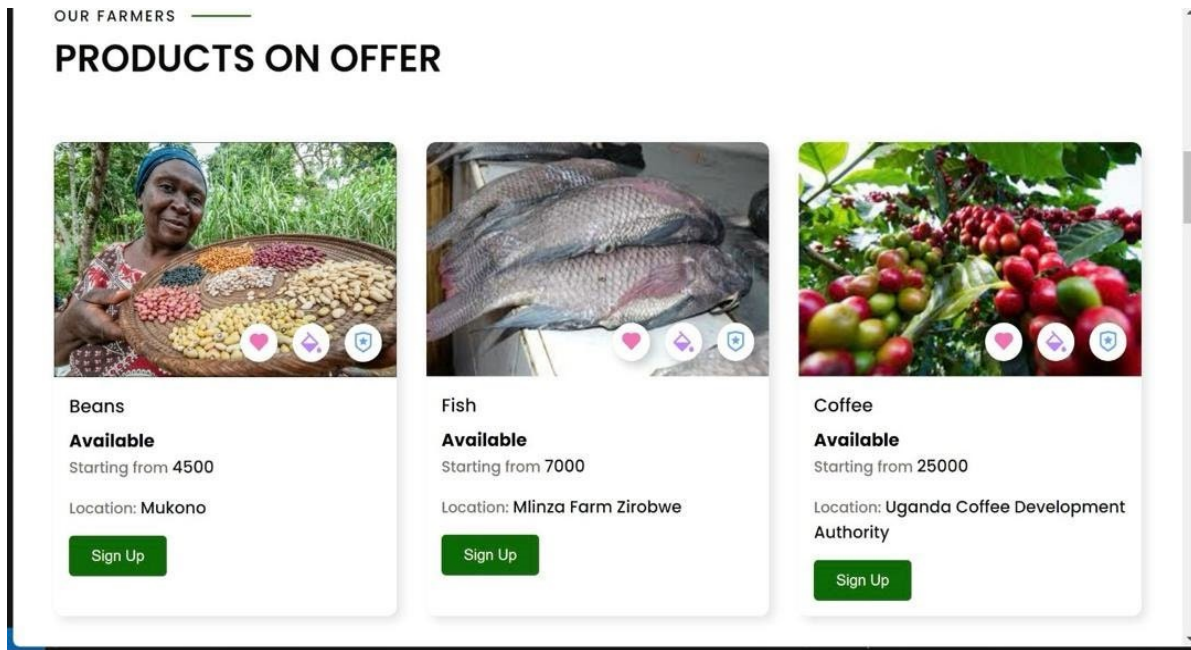 OUR FARMERS
PRODUCTS ON OFFER
Beans
Available
Starting from 4500
Location: Mukono
Sign Up
Fish
Available
Starting from 7000
Location: Mlinza Farm Zirobwe
Sign Up
Coffee
Available
Starting from 25000
Location: Uganda Coffee Development
Authority
Sign Up